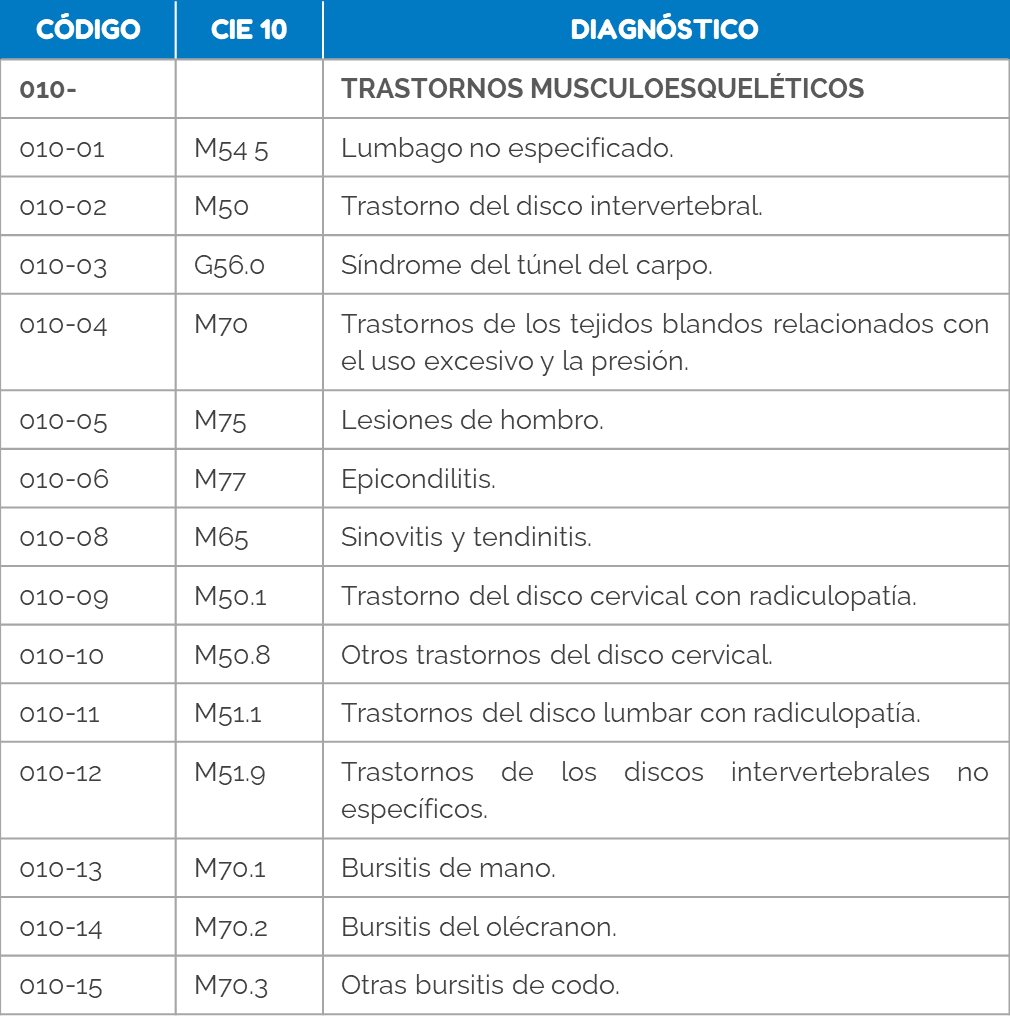 CÓDIGO CIE 10 DIAGNÓSTICO
010- TRASTORNOS MUSCULOESQUELÉTICOS
010-01 M54 5 Lumbago no especificado.
010-02 M50 Trastorno del disco intervertebral.
010-03 G56.0 Síndrome del túnel del carpo.
010-04 M70 Trastornos de los tejidos blandos relacionados con
el uso excesivo y la presión.
010-05 M75 Lesiones de hombro.
010-06 M77 Epicondilitis.
010-08 M65 Sinovitis y tendinitis.
010-09 M50.1 Trastorno del disco cervical con radiculopatía.
010-10 M50.8 Otros trastornos del disco cervical.
010-11 M51.1 Trastornos del disco lumbar con radiculopatía.
010-12 M51.9 Trastornos de los discos intervertebrales no
específicos.
010-13 M70.1 Bursitis de mano.
010-14 M70.2 Bursitis del olécranon.
010-15 M70.3 Otras bursitis de codo.